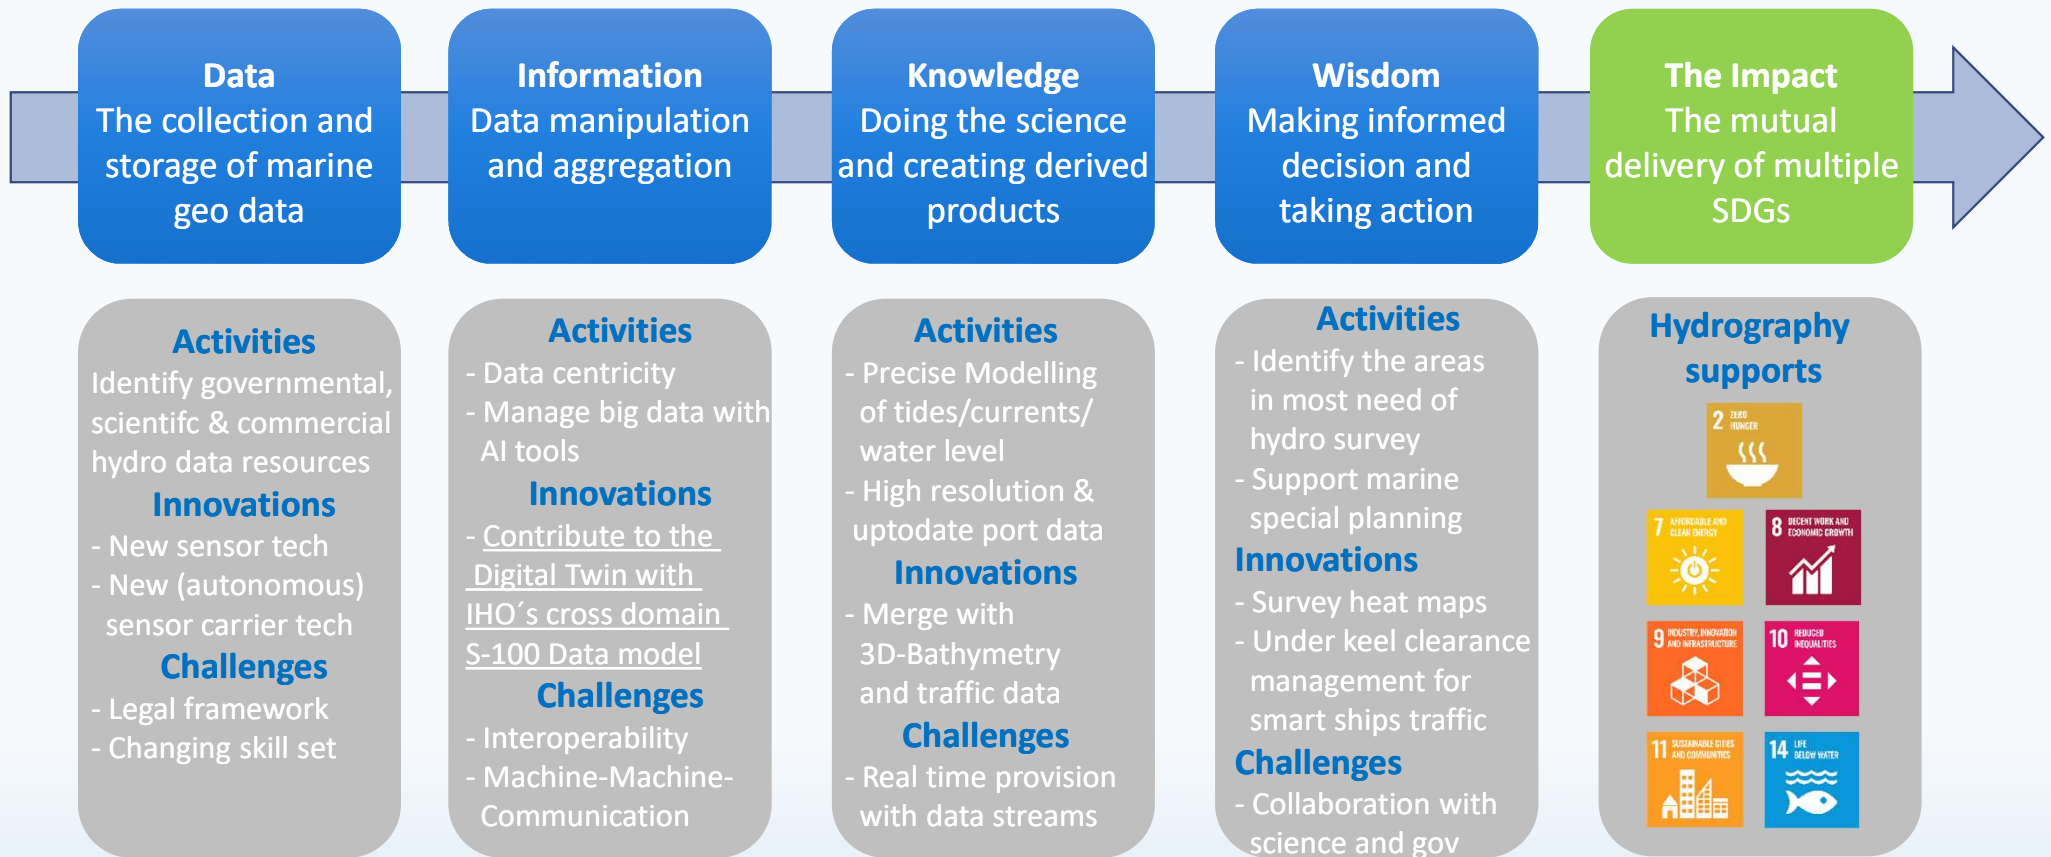 Data
The collection and
storage of marine
geo data
Information
Data manipulation
and aggregation
Knowledge
Doing the science
and creating derived
products
Wisdom
Making informed
decision and
taking action
The Impact
The mutual
delivery of multiple
SDGs
Activities
Identify governmental,
scientifc & commercial
hydro data resources
Innovations
- New sensor tech
- New (autonomous)
sensor carrier tech
Challenges
- Legal framework
- Changing skill set
Activities
- Data centricity
- Manage big data with
AI tools
Innovations
- Contribute to the
Digital Twin with
IHO´s cross domain
S-100 Data model
Challenges
- Interoperability
- Machine-Machine-
Communication
Activities
- Precise Modelling
of tides/currents/
water level
- High resolution &
uptodate port data
Innovations
- Merge with
3D-Bathymetry
and traffic data
Challenges
- Real time provision
with data streams
Activities
- Identify the areas
in most need of
hydro survey
- Support marine
special planning
Innovations
- Survey heat maps
- Under keel clearance
management for
smart ships traffic
Challenges
- Collaboration with
science and gov
Hydrography
supports
2 ZERO
HUNGER
7 AFFORDABLE AND
CLEAN ENERGY
8 DECENT WORK AND
ECONOMIC GROWTH
9 INDUSTRY, INNOVATION
AND INFRASTRUCTURE
10 REDUCED
INEQUALITIES
11 SUSTAINABLE CITIES
AND COMMUNITIES
14 LIFE
BELOW WATER